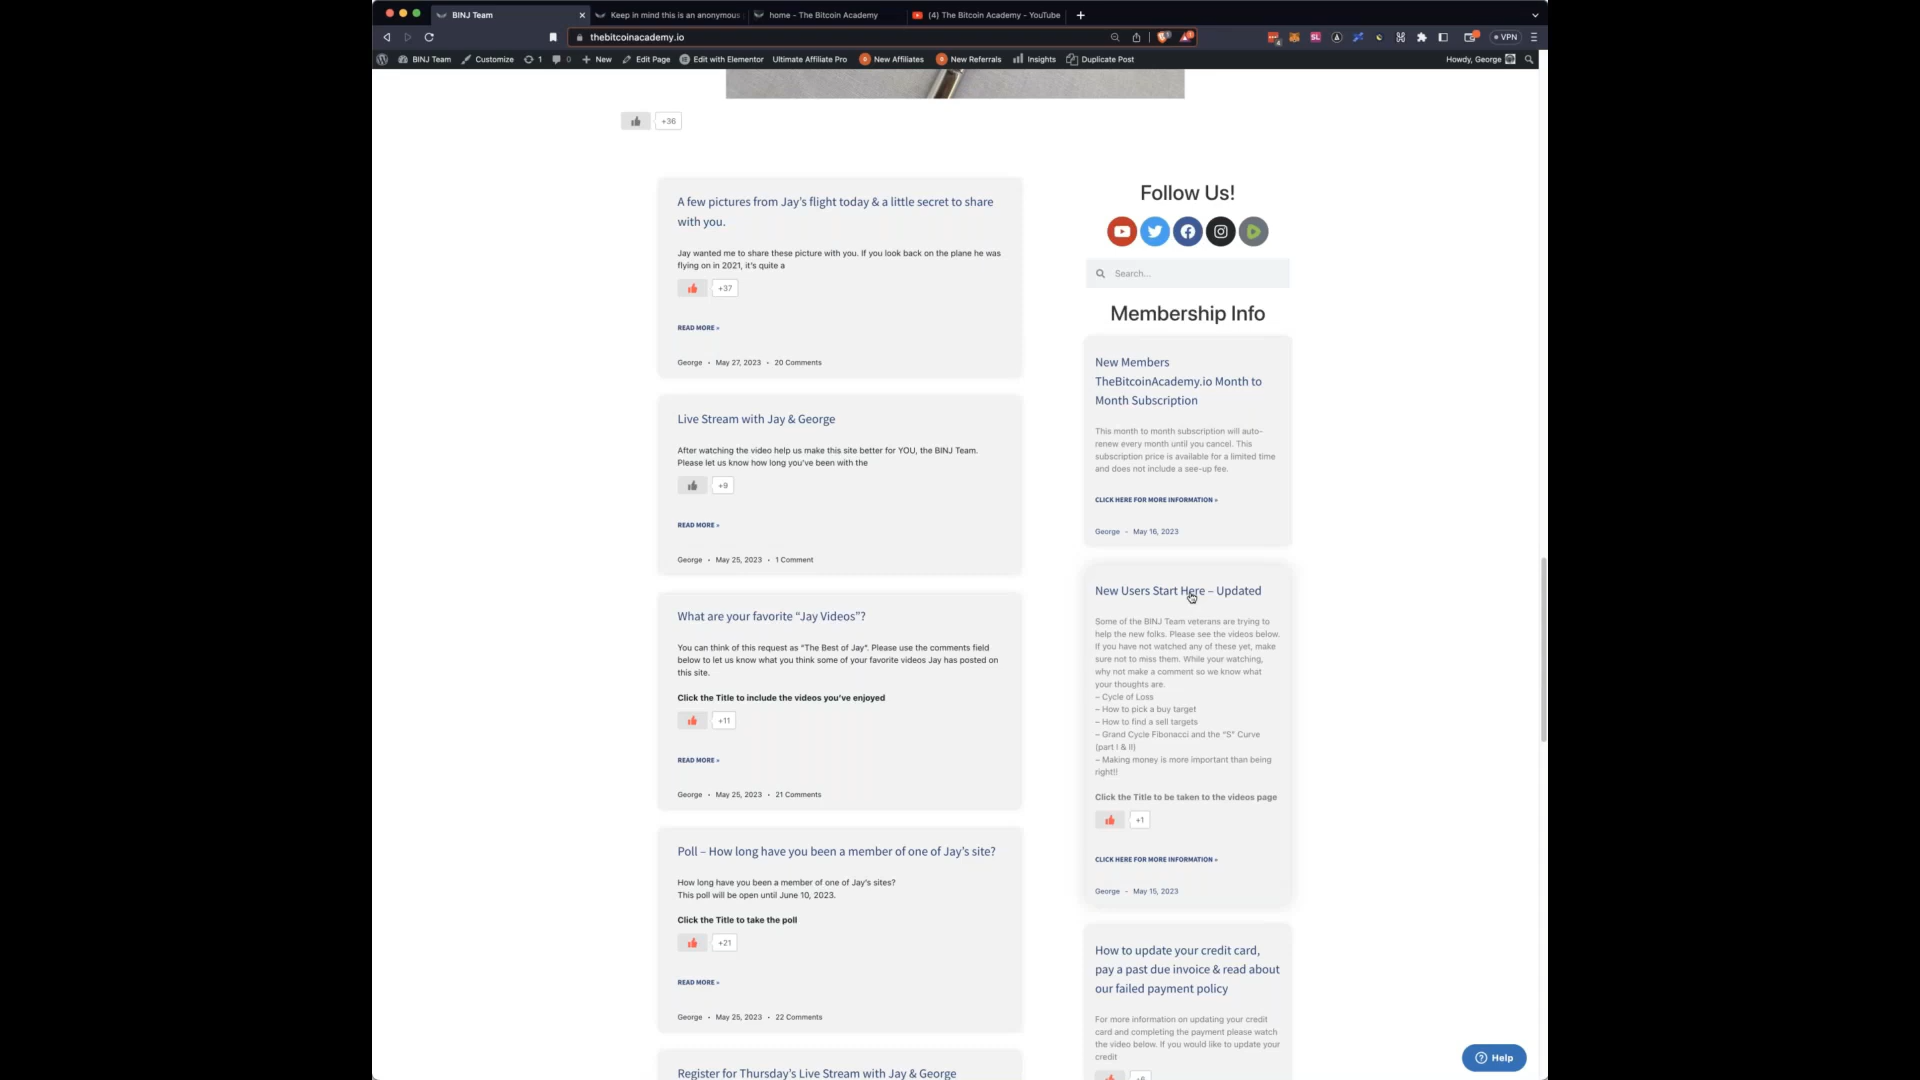 BINJ Team
Keep in mind this is an anonymous
home - The Bitcoin Academy
(4) The Bitcoin Academy - YouTube
thebitcoinacademy.io
VPN
BINJ Team Customize 1 0 New Edit Page Edit with Elementor Ultimate Affiliate Pro 0 New Affiliates 0 New Referrals Insights Duplicate Post Howdy, George
+36
A few pictures from Jay's flight today & a little secret to share
with you.
Jay wanted me to share these picture with you. If you look back on the plane he was
flying on in 2021, it's quite a
+37
READ MORE »
George • May 27, 2023 • 20 Comments
Live Stream with Jay & George
After watching the video help us make this site better for YOU, the BINJ Team.
Please let us know how long you've been with the
+9
READ MORE »
George • May 25, 2023 • 1 Comment
What are your favorite “Jay Videos”?
You can think of this request as “The Best of Jay”. Please use the comments field
below to let us know what you think some of your favorite videos Jay has posted on
this site.
Click the Title to include the videos you've enjoyed
+11
READ MORE »
George • May 25, 2023 • 21 Comments
Poll – How long have you been a member of one of Jay's site?
How long have you been a member of one of Jay's sites?
This poll will be open until June 10, 2023.
Click the Title to take the poll
+21
READ MORE »
George • May 25, 2023 • 22 Comments
Register for Thursday's Live Stream with Jay & George
Follow Us!
Search...
Membership Info
New Members
TheBitcoinAcademy.io Month to
Month Subscription
This month to month subscription will auto-
renew every month until you cancel. This
subscription price is available for a limited time
and does not include a see-up fee.
CLICK HERE FOR MORE INFORMATION »
George - May 16, 2023
New Users Start Here – Updated
Some of the BINJ Team veterans are trying to
help the new folks. Please see the videos below.
If you have not watched any of these yet, make
sure not to miss them. While your watching,
why not make a comment so we know what
your thoughts are.
– Cycle of Loss
– How to pick a buy target
– How to find a sell targets
– Grand Cycle Fibonacci and the “S” Curve
(part I & II)
– Making money is more important than being
right!!
Click the Title to be taken to the videos page
+1
CLICK HERE FOR MORE INFORMATION »
George - May 15, 2023
How to update your credit card,
pay a past due invoice & read about
our failed payment policy
For more information on updating your credit
card and completing the payment please watch
the video below. If you would like to update your
credit
Help